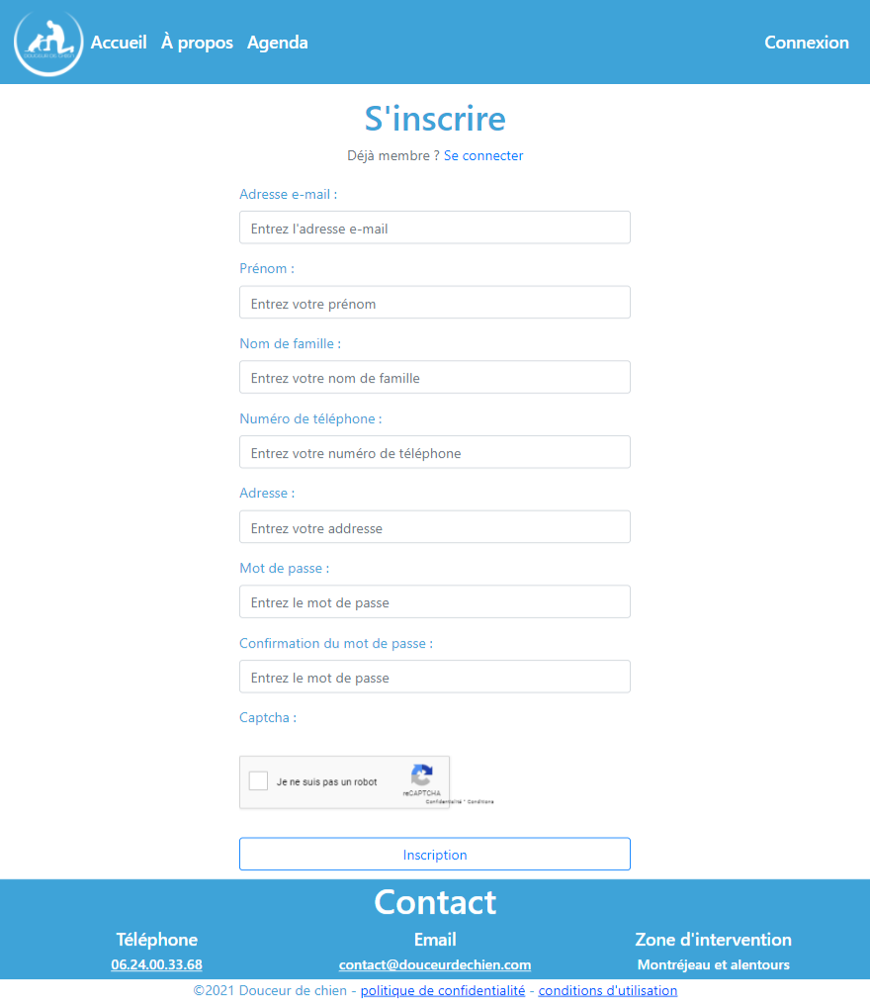 DOUCEUR DE CHIEN
Accueil À propos Agenda Connexion
S'inscrire
Déjà membre ? Se connecter
Adresse e-mail :
Entrez l'adresse e-mail
Prénom :
Entrez votre prénom
Nom de famille :
Entrez votre nom de famille
Numéro de téléphone :
Entrez votre numéro de téléphone
Adresse :
Entrez votre addresse
Mot de passe :
Entrez le mot de passe
Confirmation du mot de passe :
Entrez le mot de passe
Captcha :
Je ne suis pas un robot
reCAPTCHA
Confidentialité * Conditions
Inscription
Contact
Téléphone Email Zone d'intervention
06.24.00.33.68 contact@douceurdechien.com Montréjeau et alentours
©2021 Douceur de chien - politique de confidentialité - conditions d'utilisation